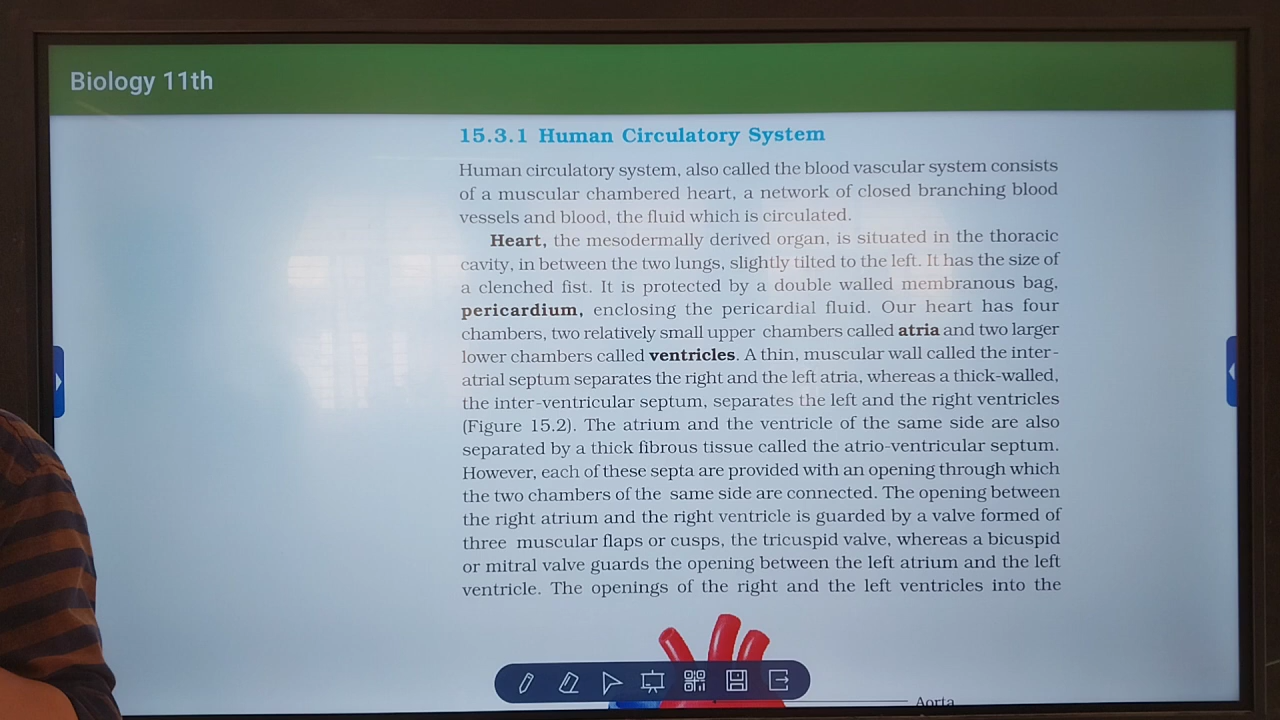 Biology 11th
15.3.1 Human Circulatory System
Human circulatory system, also called the blood vascular system consists
of a muscular chambered heart, a network of closed branching blood
vessels and blood, the fluid which is circulated.
Heart, the mesodermally derived organ, is situated in the thoracic
cavity, in between the two lungs, slightly tilted to the left. It has the size of
a clenched fist. It is protected by a double walled membranous bag,
pericardium, enclosing the pericardial fluid. Our heart has four
chambers, two relatively small upper chambers called atria and two larger
lower chambers called ventricles. A thin, muscular wall called the inter-
atrial septum separates the right and the left atria, whereas a thick-walled,
the inter-ventricular septum, separates the left and the right ventricles
(Figure 15.2). The atrium and the ventricle of the same side are also
separated by a thick fibrous tissue called the atrio-ventricular septum.
However, each of these septa are provided with an opening through which
the two chambers of the same side are connected. The opening between
the right atrium and the right ventricle is guarded by a valve formed of
three muscular flaps or cusps, the tricuspid valve, whereas a bicuspid
or mitral valve guards the opening between the left atrium and the left
ventricle. The openings of the right and the left ventricles into the
Aorta